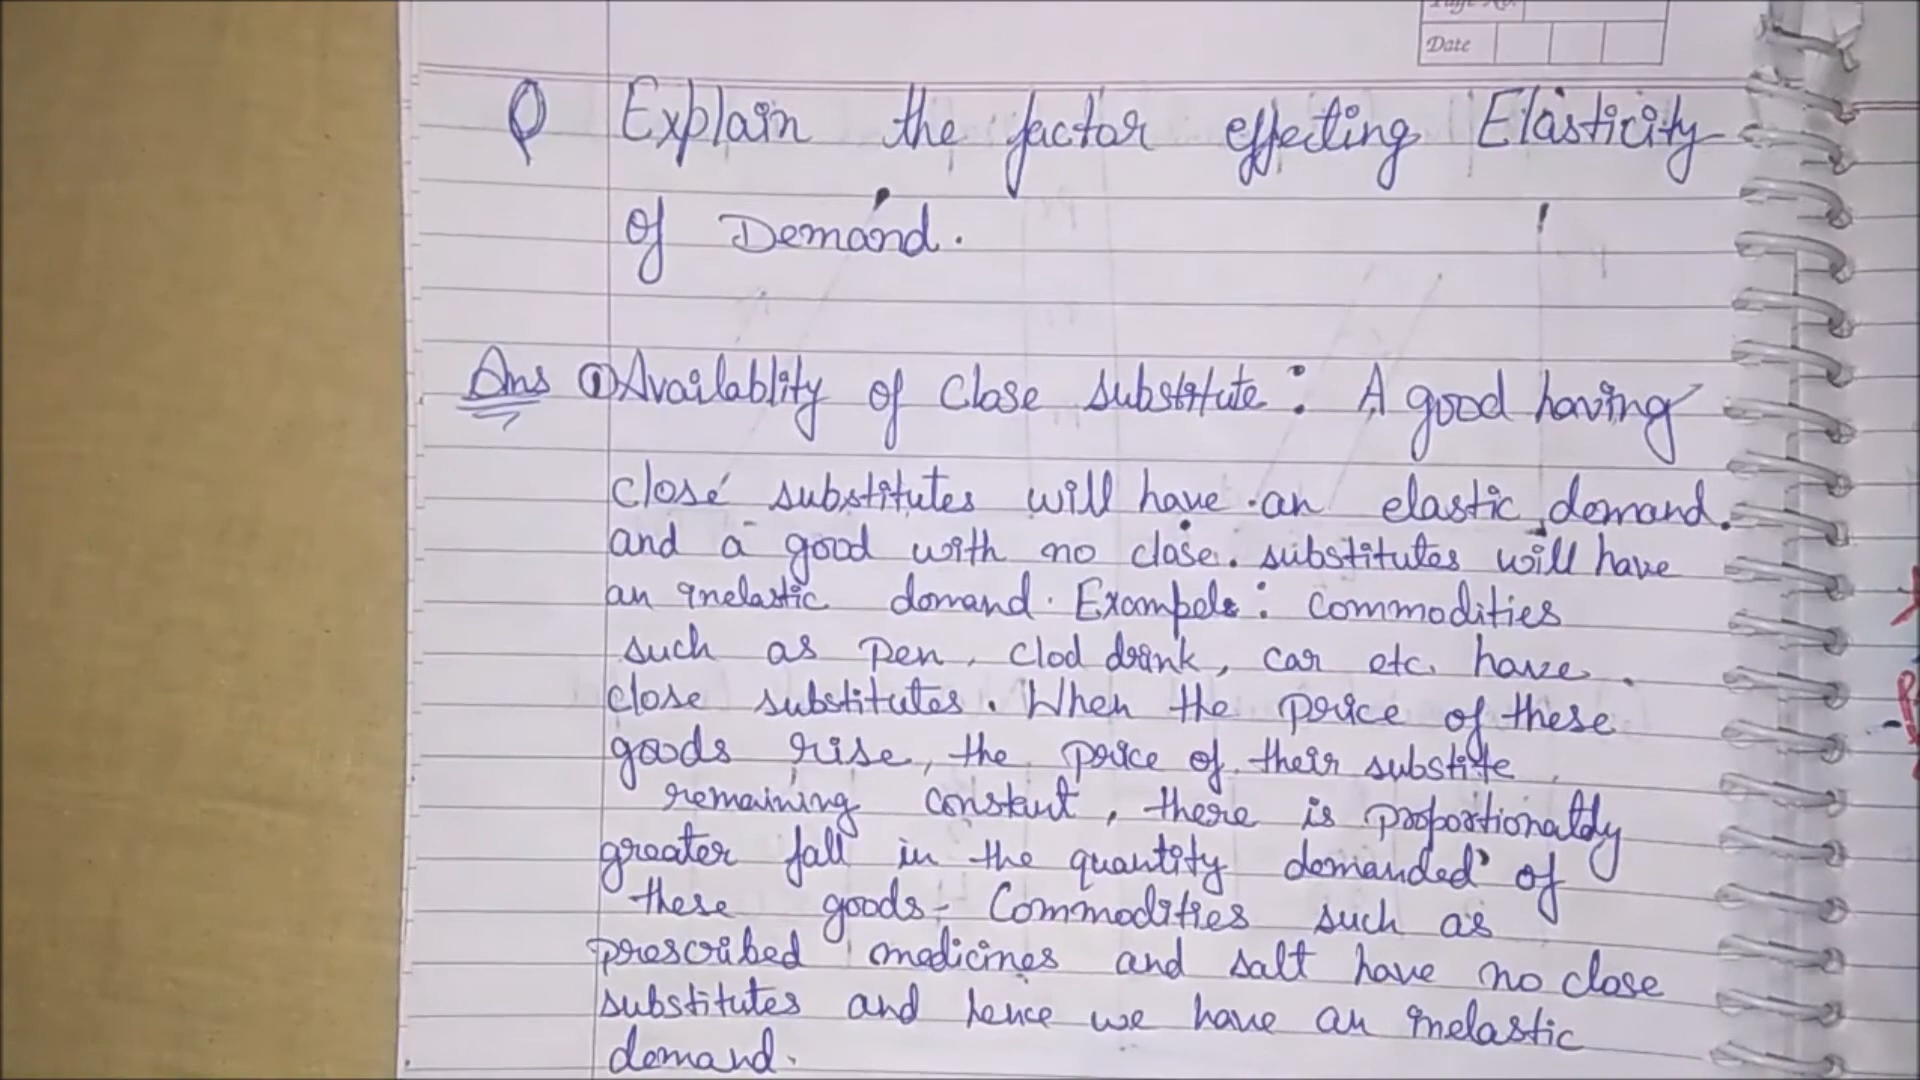 Date
Q Explain the factor effecting Elasticity
of Demand.
Ans ① Availablity of Close substitute : A good having
close substitutes will have an elastic demand.
and a good with no close. substitutes will have
an inelastic demand. Exampele : Commodities
such as Pen, Clod drink, car etc. have.
close substitutes. When the price of these
goods rise, the price of their substite
remaining constant, there is proportionaldy
greater fall in the quantity demanded of
these goods. Commodities such as
prescribed medicines and salt have no close
substitutes and hence we have an inelastic
demand.